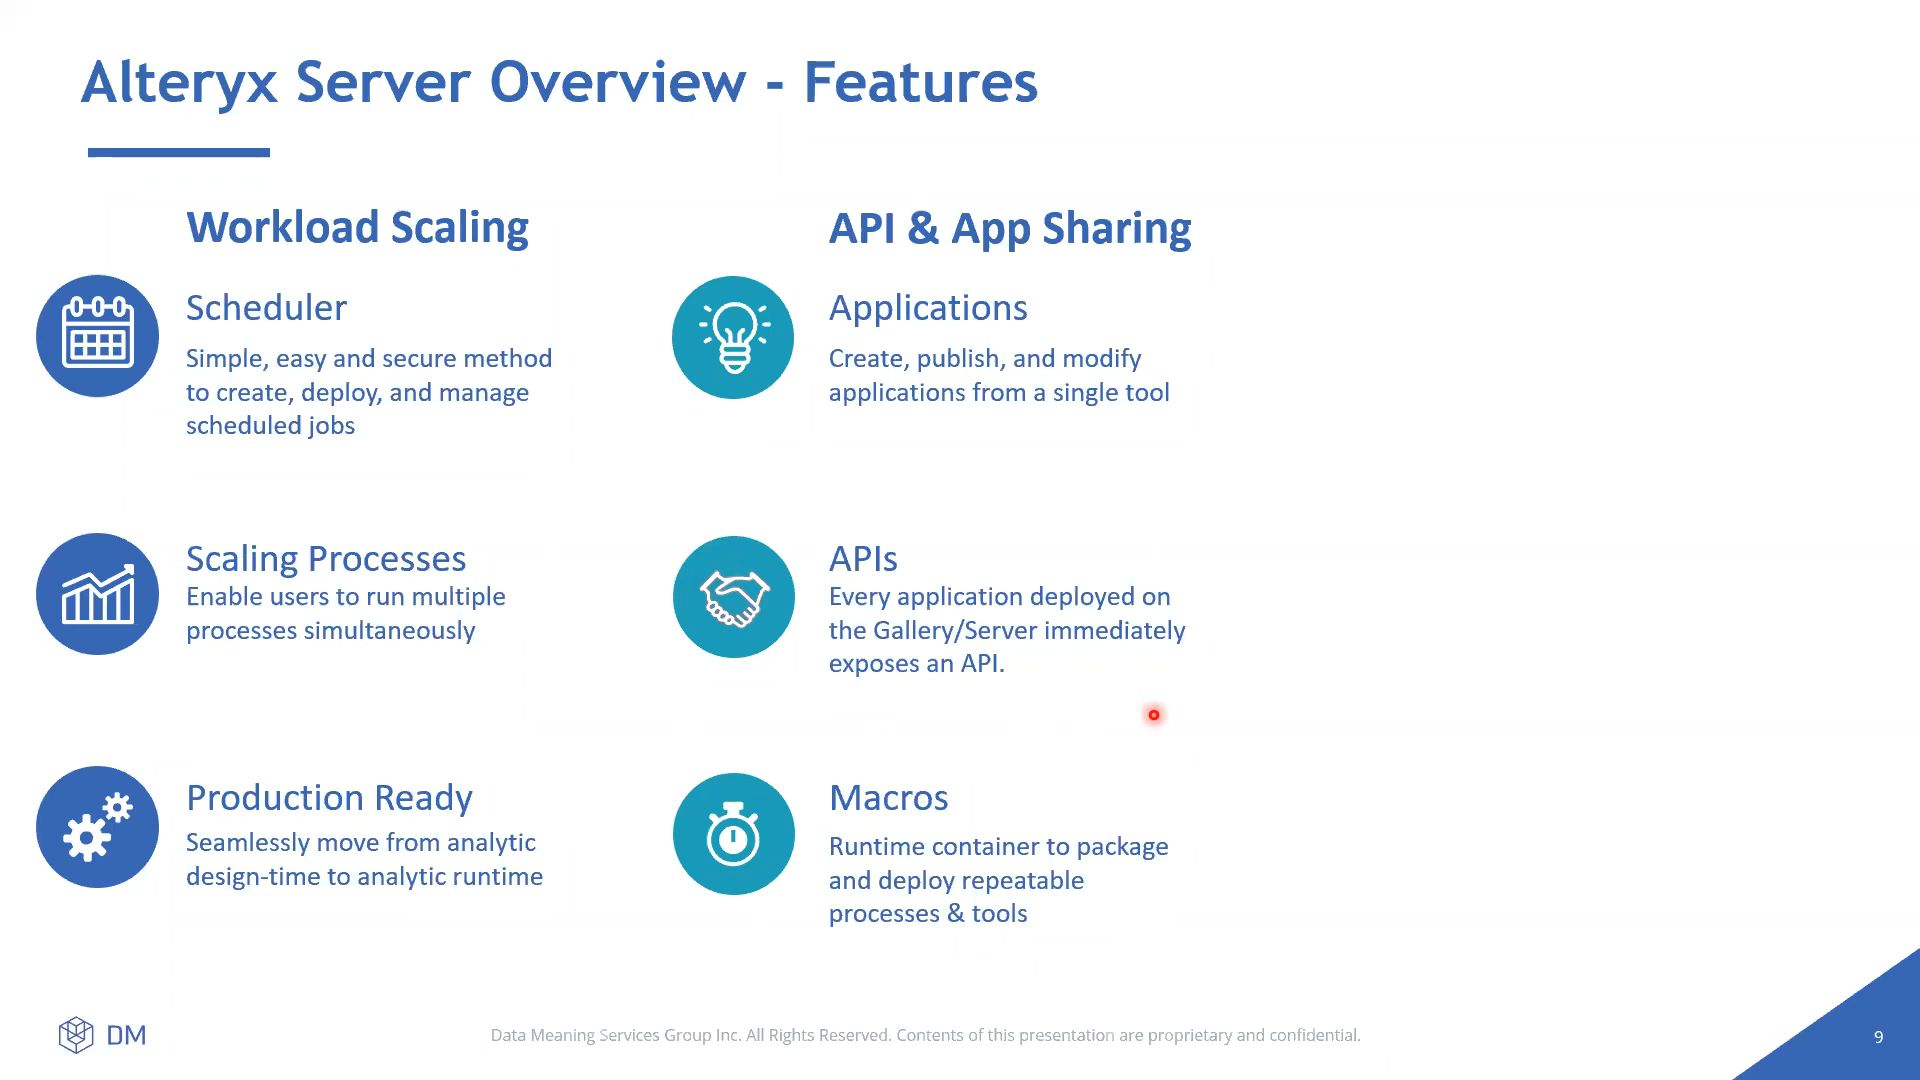 Alteryx Server Overview - Features
Workload Scaling
Scheduler
Simple, easy and secure method
to create, deploy, and manage
scheduled jobs
Scaling Processes
Enable users to run multiple
processes simultaneously
Production Ready
Seamlessly move from analytic
design-time to analytic runtime
API & App Sharing
Applications
Create, publish, and modify
applications from a single tool
APIs
Every application deployed on
the Gallery/Server immediately
exposes an API.
Macros
Runtime container to package
and deploy repeatable
processes & tools
DM
Data Meaning Services Group Inc. All Rights Reserved. Contents of this presentation are proprietary and confidential.
9